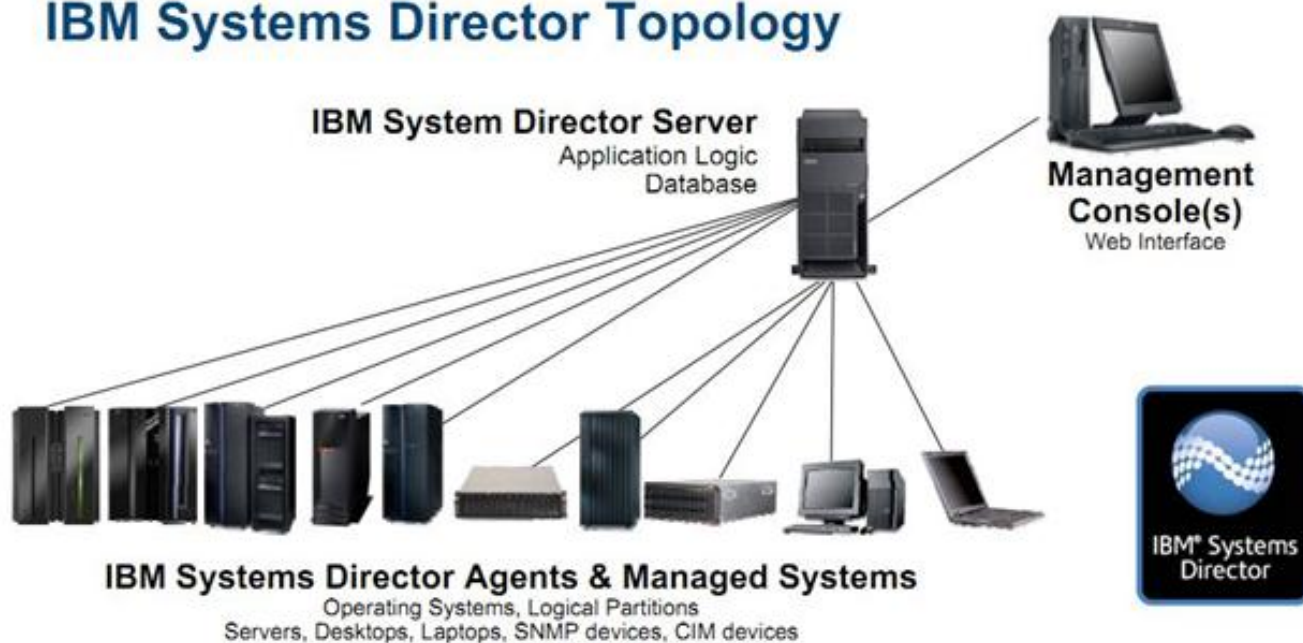 IBM Systems Director Topology
IBM System Director Server
Application Logic
Database
Management
Console(s)
Web Interface
IBM Systems Director Agents & Managed Systems
Operating Systems, Logical Partitions
Servers, Desktops, Laptops, SNMP devices, CIM devices
IBM® Systems
Director